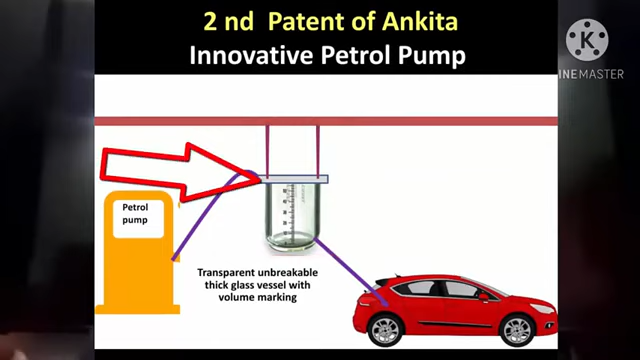 2 nd Patent of Ankita
Innovative Petrol Pump
K
INEMASTER
Petrol
pump
Transparent unbreakable
thick glass vessel with
volume marking